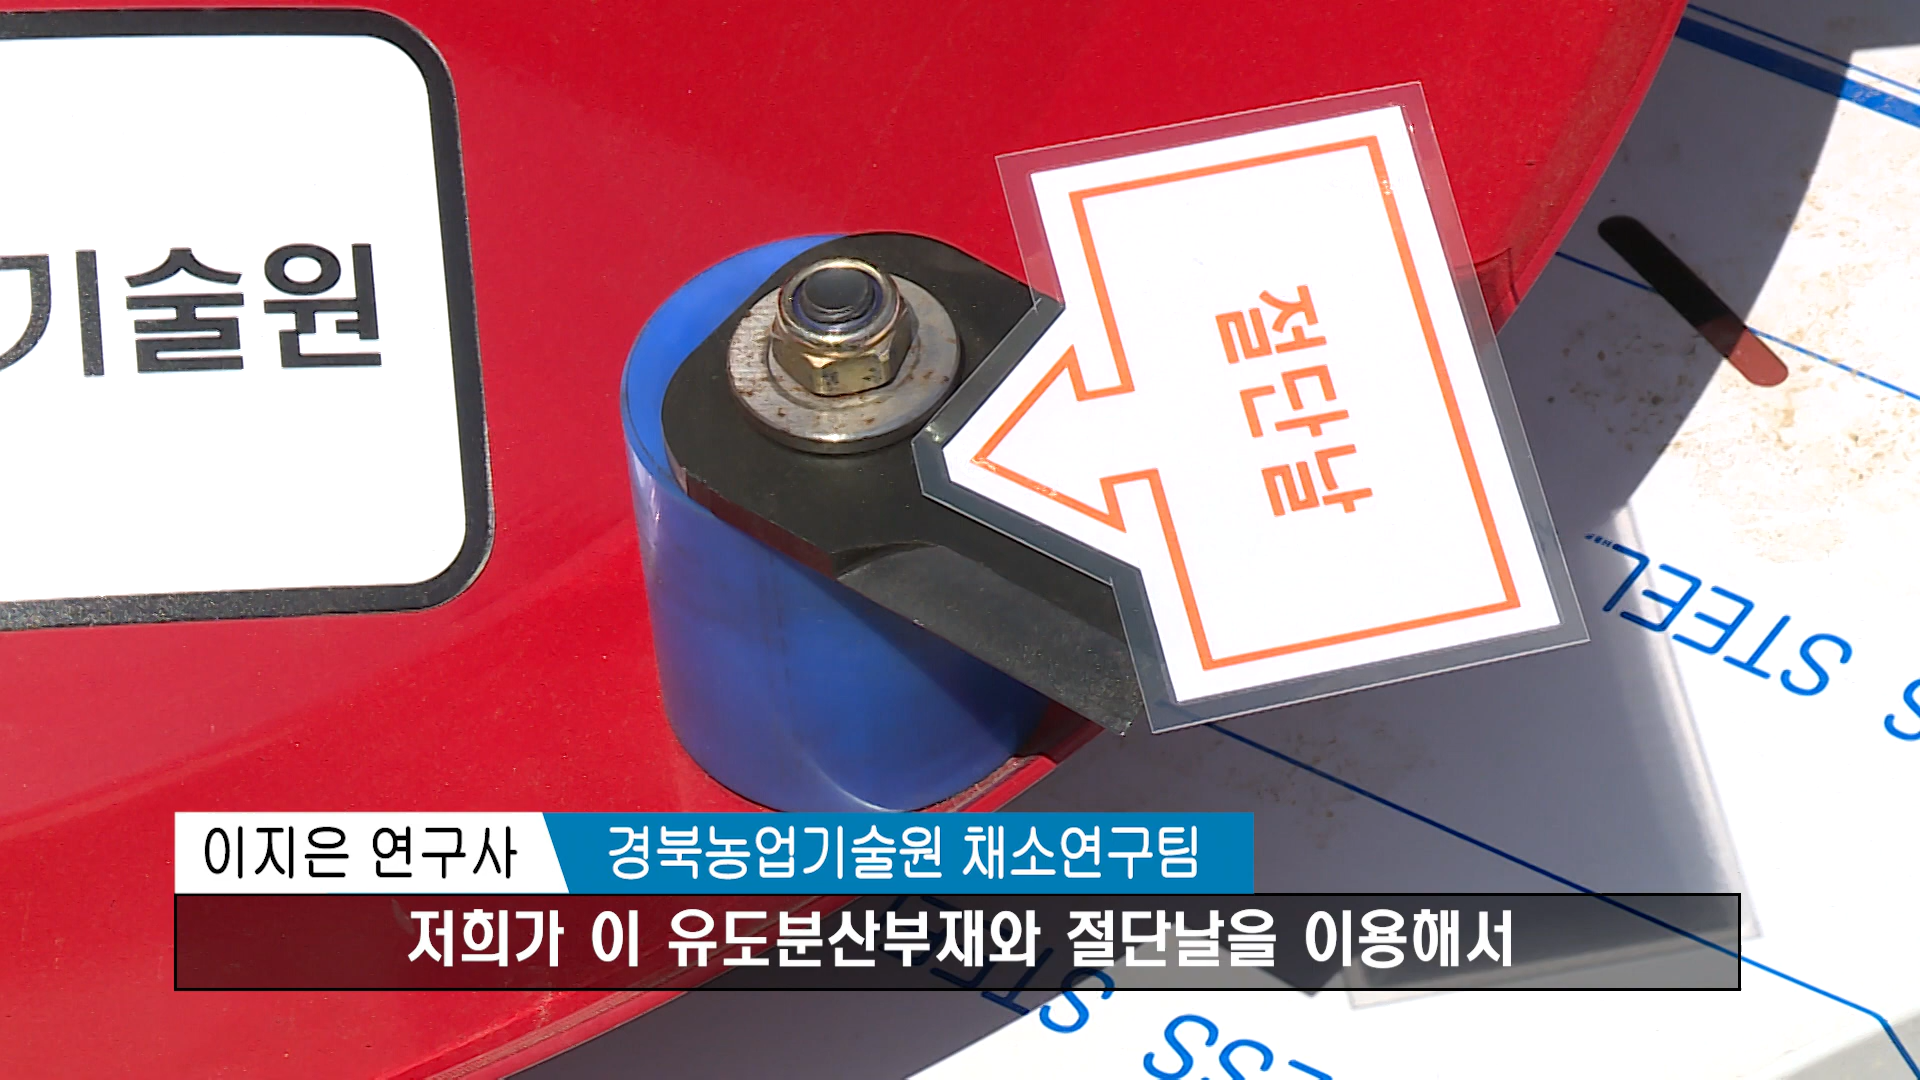 기술원
절단날
STEEL
S
이지은 연구사
경북농업기술원 채소연구팀
저희가 이 유도분산부재와 절단날을 이용해서
STEEL
SS